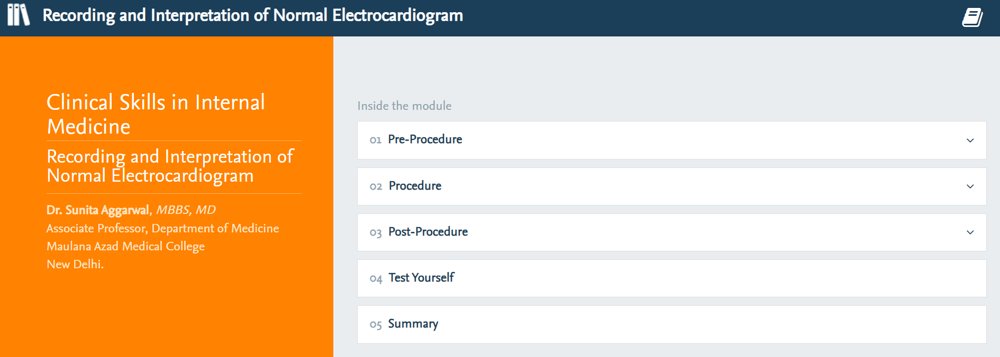 Recording and Interpretation of Normal Electrocardiogram
Clinical Skills in Internal
Medicine
Recording and Interpretation of
Normal Electrocardiogram
Dr. Sunita Aggarwal, MBBS, MD
Associate Professor, Department of Medicine
Maulana Azad Medical College
New Delhi.
Inside the module
01 Pre-Procedure
02 Procedure
03 Post-Procedure
04 Test Yourself
05 Summary